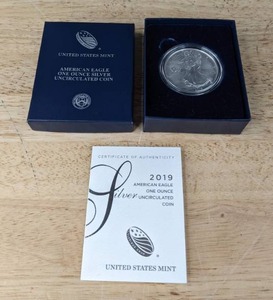 UNITED STATES MINT
AMERICAN EAGLE
ONE OUNCE SILVER
UNCIRCULATED COIN
CERTIFICATE OF AUTHENTICITY
2019
AMERICAN EAGLE
ONE OUNCE
Silver UNCIRCULATED
COIN
UNITED STATES MINT